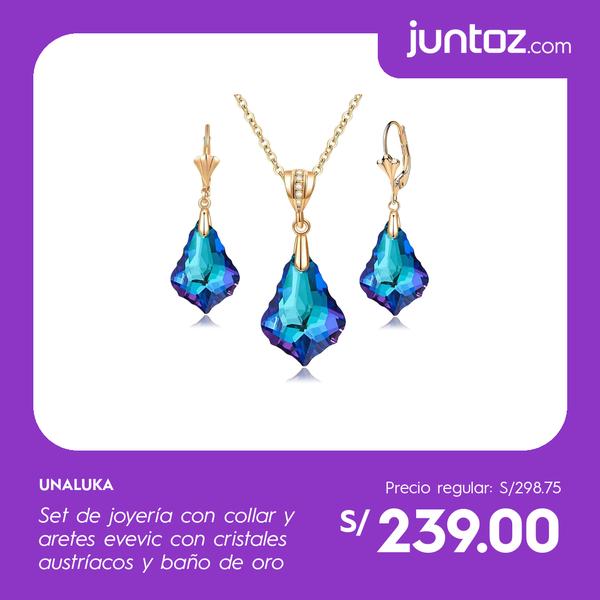 juntoz.com
UNALUKA
Set de joyería con collar y
aretes evevic con cristales
austríacos y baño de oro
Precio regular: S/298.75
S/ 239.00